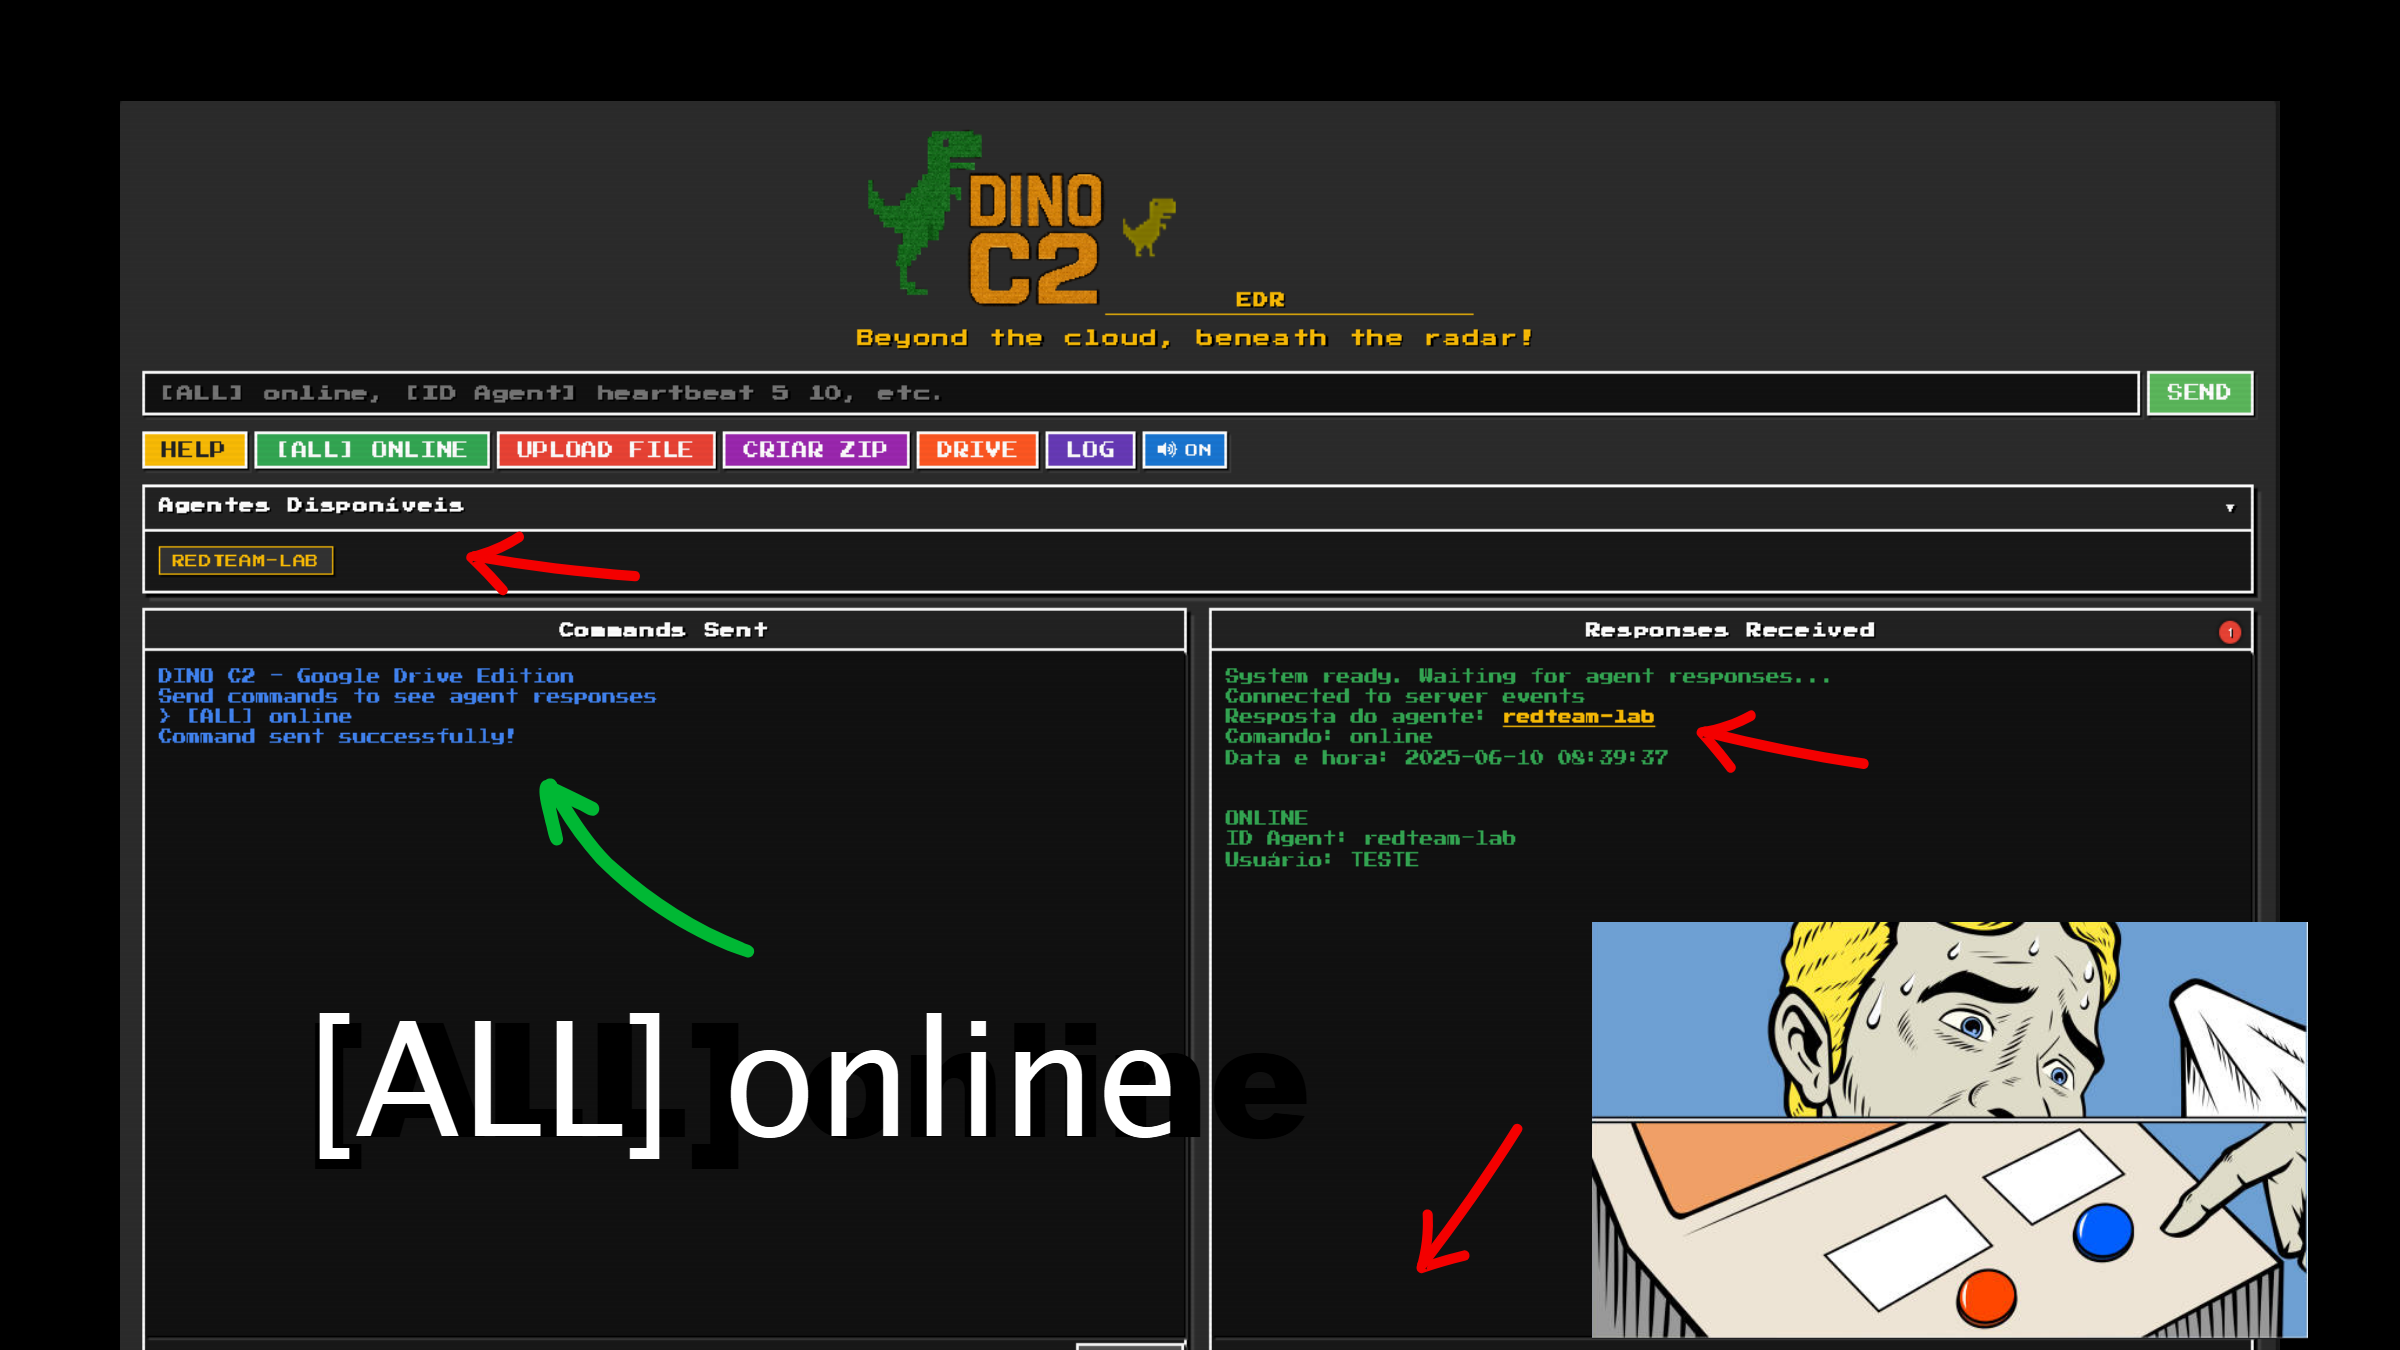 DINO
C2
EDR
Beyond the cloud, beneath the radar!
[ALL] online, [ID Agent] heartbeat 5 10, etc.
SEND
HELP
[ALL] ONLINE
UPLOAD FILE
CRIAR ZIP
DRIVE
LOG
ON
Agentes Disponíveis
REDTEAM-LAB
Commands Sent
DINO C2 - Google Drive Edition
Send commands to see agent responses
> [ALL] online
Command sent successfully!
Responses Received
1
System ready. Waiting for agent responses...
Connected to server events
Resposta do agente: redteam-lab
Comando: online
Data e hora: 2025-06-10 08:39:37
ONLINE
ID Agent: redteam-lab
Usuário: TESTE
[ALL] online